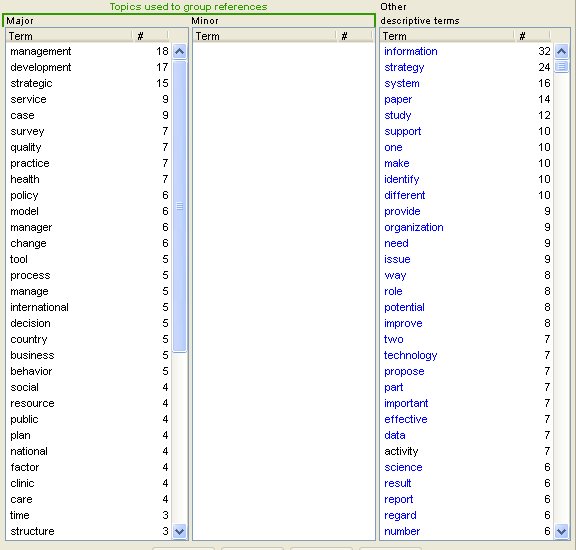 Topics used to group references
Other
Major Minor descriptive terms
Term # Term # Term #
management 18 information 32
development 17 strategy 24
strategic 15 system 16
service 9 paper 14
case 9 study 12
survey 7 support 10
quality 7 one 10
practice 7 make 10
health 7 identify 10
policy 6 different 10
model 6 provide 9
manager 6 organization 9
change 6 need 9
tool 5 issue 9
process 5 way 8
manage 5 role 8
international 5 potential 8
decision 5 improve 8
country 5 two 7
business 5 technology 7
behavior 5 propose 7
social 4 part 7
resource 4 important 7
public 4 effective 7
plan 4 data 7
national 4 activity 7
factor 4 science 6
clinic 4 result 6
care 4 report 6
time 3 regard 6
structure 3 number 6